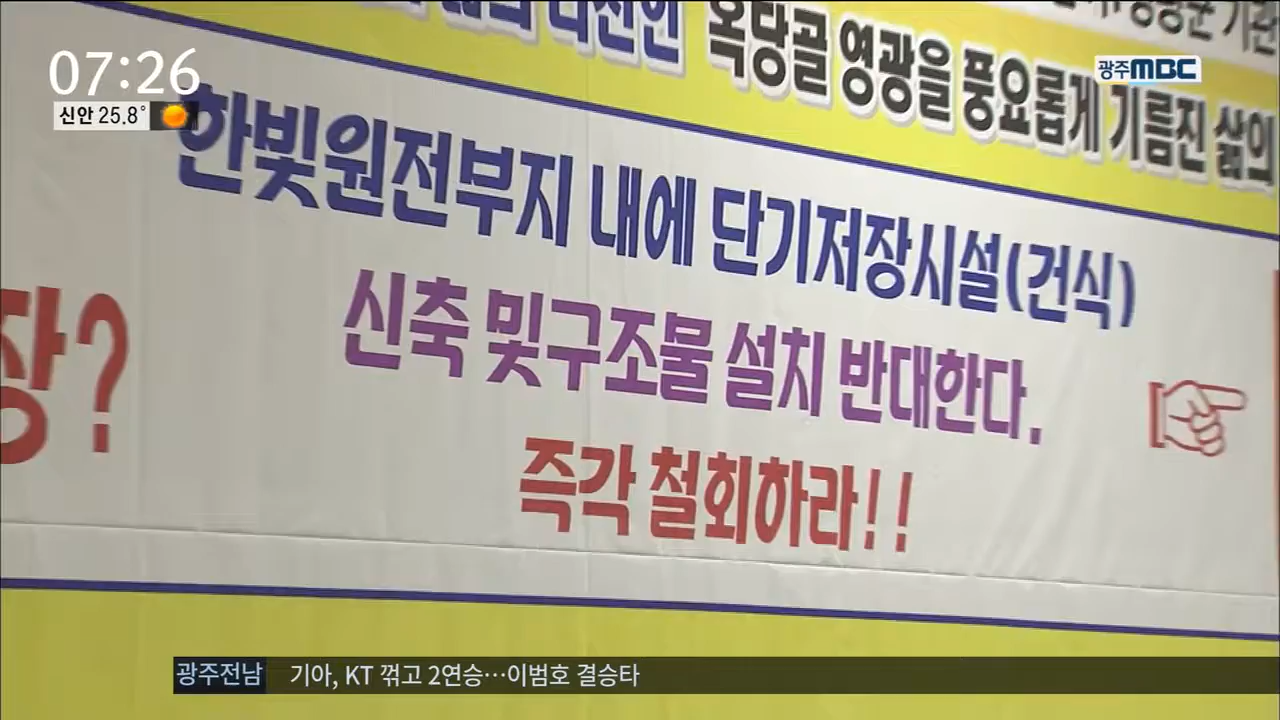 07:26
신안 25.8°
광주MBC
옥당골 영광을 풍요롭게 기름진 삶의
한빛원전부지 내에 단기저장시설(건식)
신축 및구조물 설치 반대한다.
장?
즉각 철회하라!!
광주전남 기아, KT 꺾고 2연승…이범호 결승타